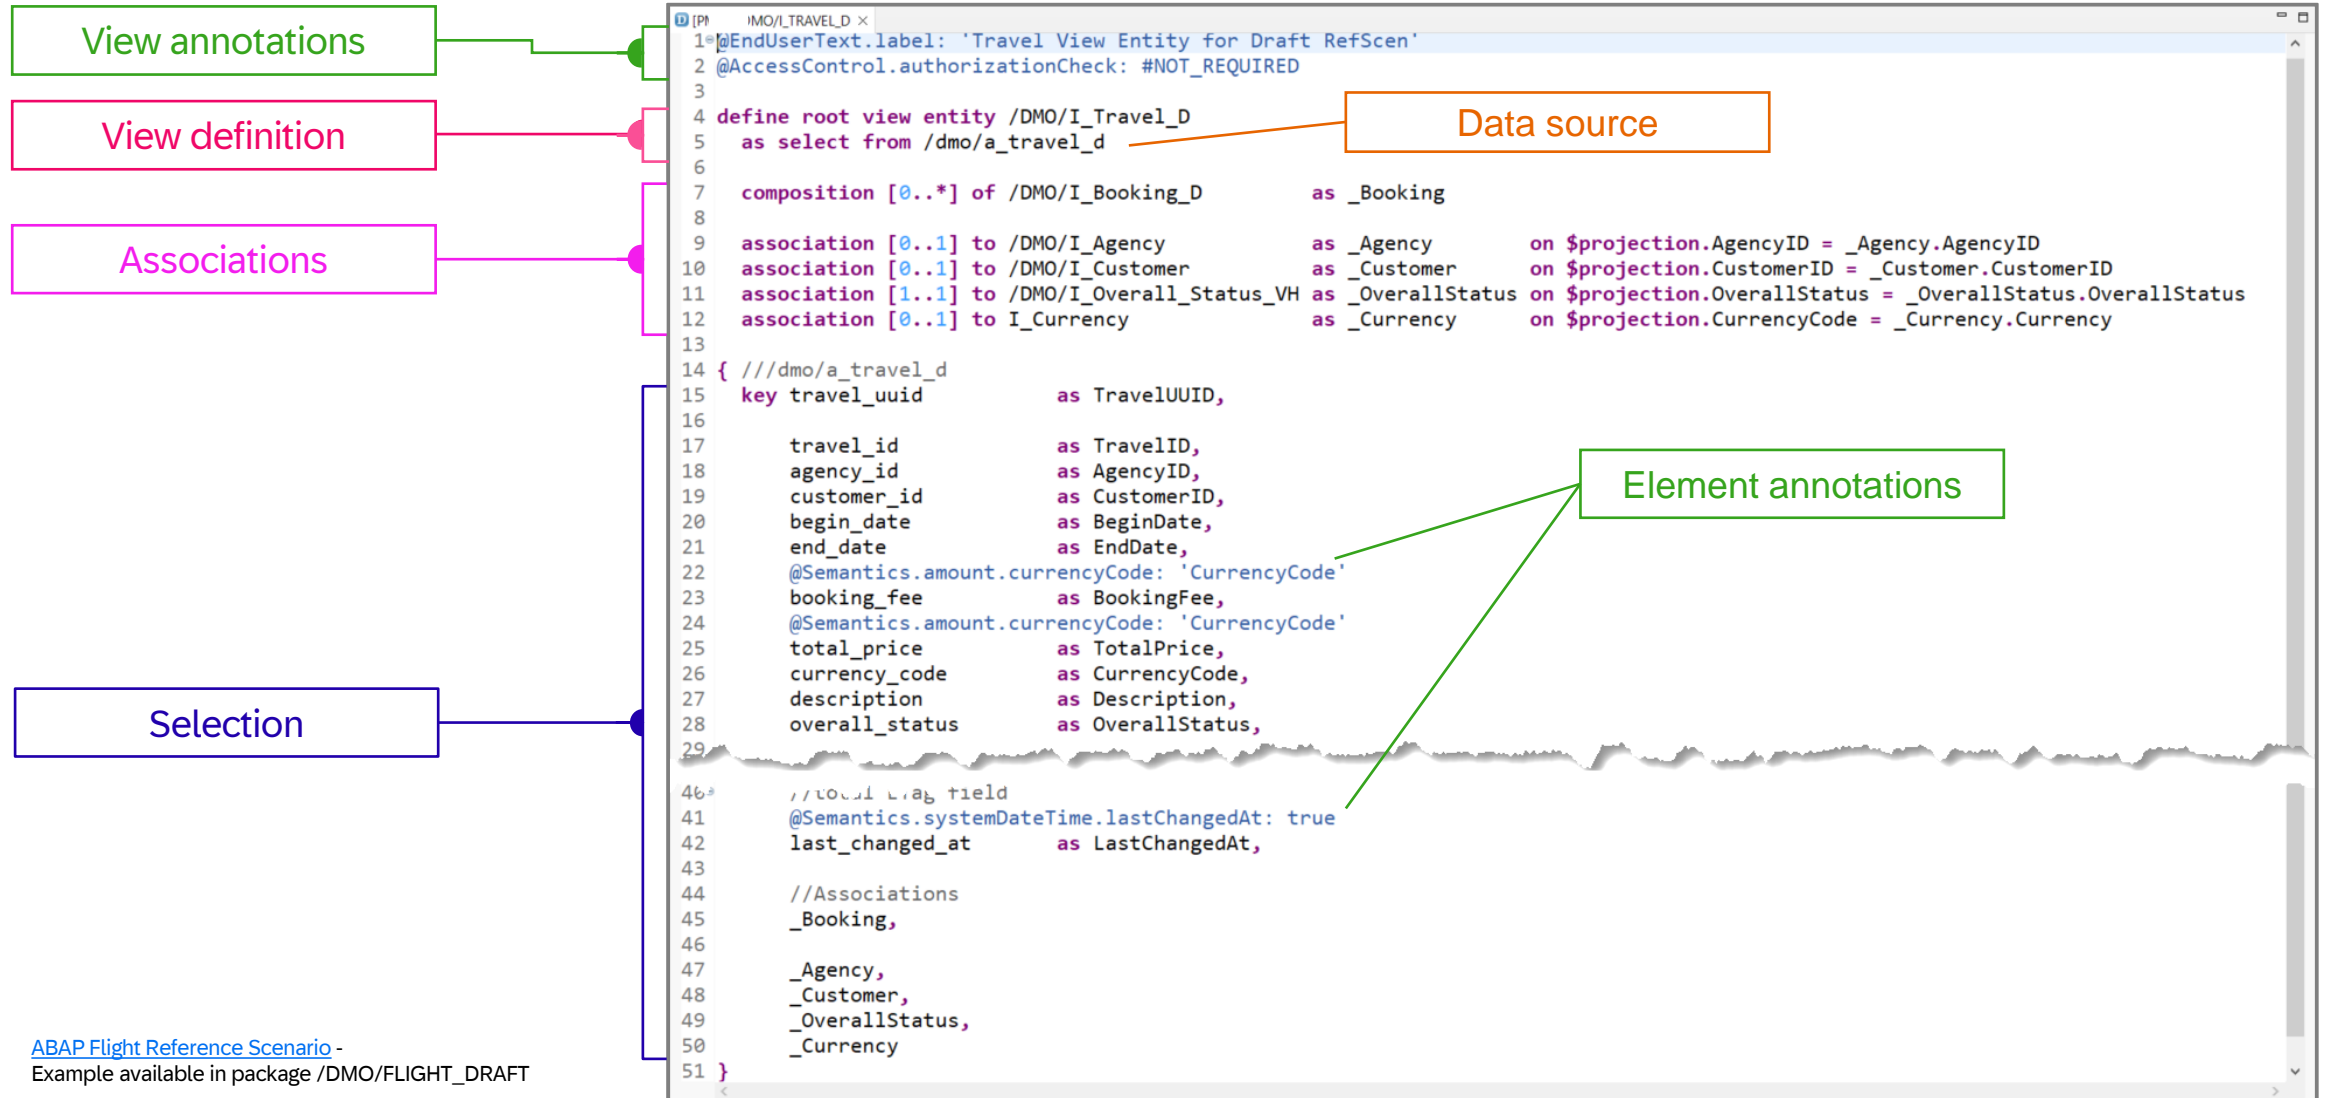 View annotations
View definition
Associations
Selection
ABAP Flight Reference Scenario -
Example available in package /DMO/FLIGHT_DRAFT
Data source
Element annotations
MO/I_TRAVEL_D
1 @EndUserText.label: 'Travel View Entity for Draft RefScen'
2 @AccessControl.authorizationCheck: #NOT_REQUIRED
3
4 define root view entity /DMO/I_Travel_D
5 as select from /dmo/a_travel_d
6
7 composition [0..*] of /DMO/I_Booking_D as _Booking
8
9 association [0..1] to /DMO/I_Agency as _Agency on $projection.AgencyID = _Agency.AgencyID
10 association [0..1] to /DMO/I_Customer as _Customer on $projection.CustomerID = _Customer.CustomerID
11 association [1..1] to /DMO/I_Overall_Status_VH as _OverallStatus on $projection.OverallStatus = _OverallStatus.OverallStatus
12 association [0..1] to I_Currency as _Currency on $projection.CurrencyCode = _Currency.Currency
13
14 { ///dmo/a_travel_d
15 key travel_uuid as TravelUUID,
16
17 travel_id as TravelID,
18 agency_id as AgencyID,
19 customer_id as CustomerID,
20 begin_date as BeginDate,
21 end_date as EndDate,
22 @Semantics.amount.currencyCode: 'CurrencyCode'
23 booking_fee as BookingFee,
24 @Semantics.amount.currencyCode: 'CurrencyCode'
25 total_price as TotalPrice,
26 currency_code as CurrencyCode,
27 description as Description,
28 overall_status as OverallStatus,
29
40 field
41 @Semantics.systemDateTime.lastChangedAt: true
42 last_changed_at as LastChangedAt,
43
44 //Associations
45 _Booking,
46
47 _Agency,
48 _Customer,
49 _OverallStatus,
50 _Currency
51 }